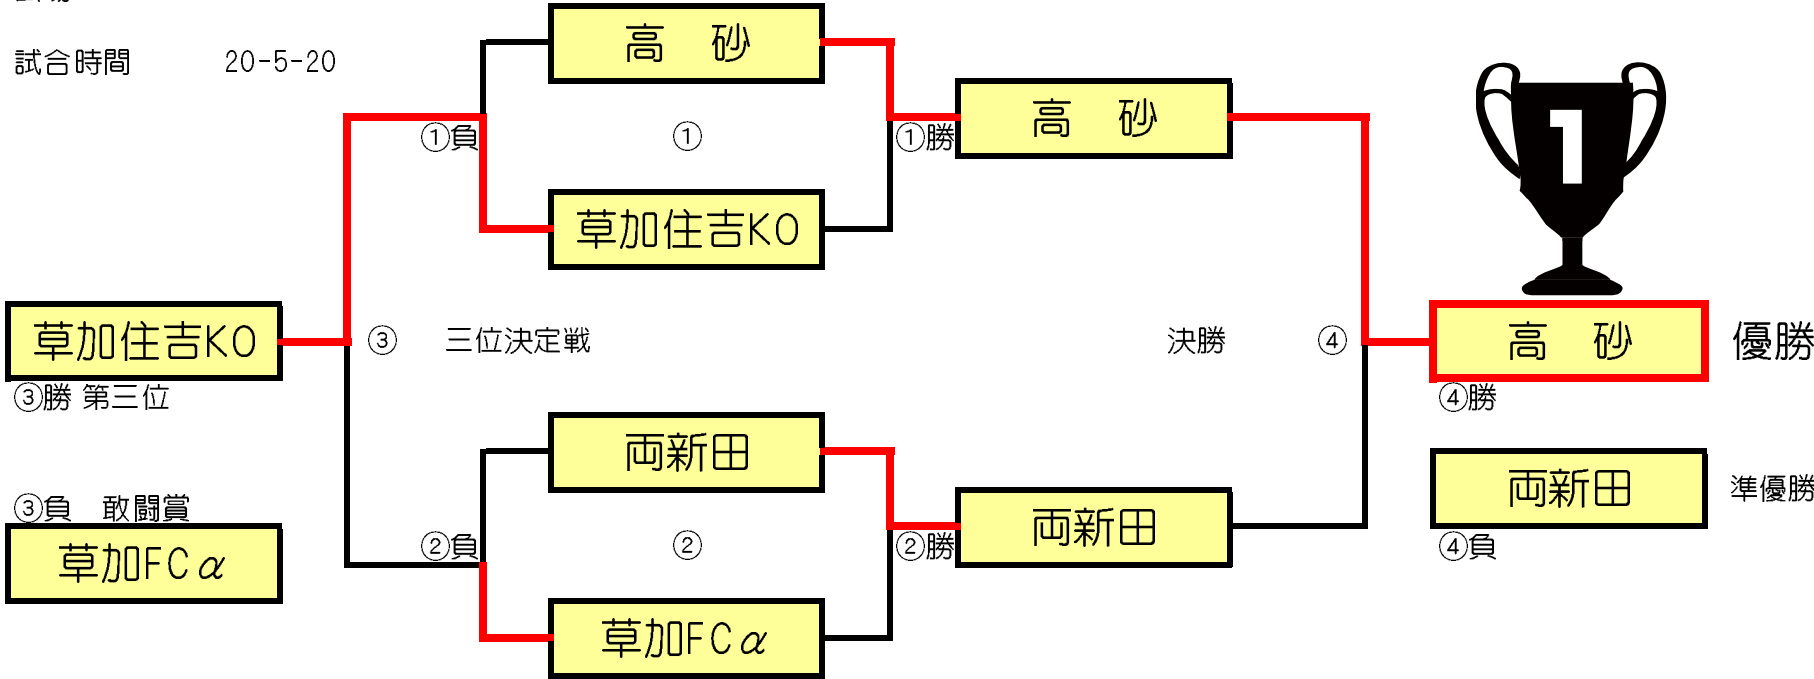 試合時間 20-5-20
高 砂
①負 ① ①勝
高 砂
草加住吉KO
草加住吉KO
③勝 第三位
③ 三位決定戦
決勝 ④
高 砂 優勝
④勝
両新田
③負 敢闘賞
草加FCα
②負 ② ②勝
両新田
両新田 準優勝
④負
草加FCα
1